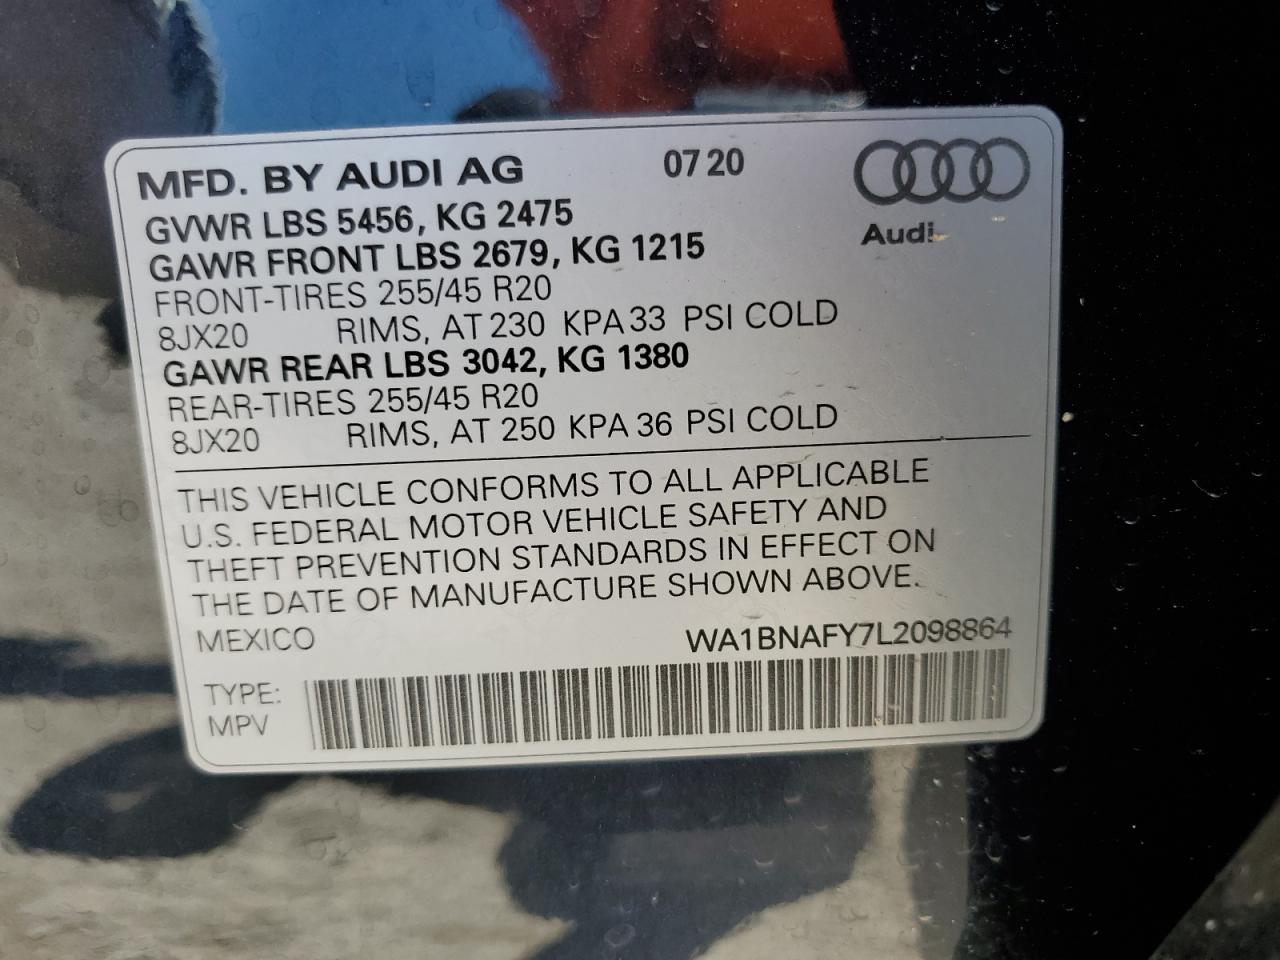 MFD. BY AUDI AG 07 20
Audi
GVWR LBS 5456, KG 2475
GAWR FRONT LBS 2679, KG 1215
FRONT-TIRES 255/45 R20
8JX20 RIMS, AT 230 KPA 33 PSI COLD
GAWR REAR LBS 3042, KG 1380
REAR-TIRES 255/45 R20
8JX20 RIMS, AT 250 KPA 36 PSI COLD
THIS VEHICLE CONFORMS TO ALL APPLICABLE
U.S. FEDERAL MOTOR VEHICLE SAFETY AND
THEFT PREVENTION STANDARDS IN EFFECT ON
THE DATE OF MANUFACTURE SHOWN ABOVE.
MEXICO WA1BNAFY7L2098864
TYPE:
MPV